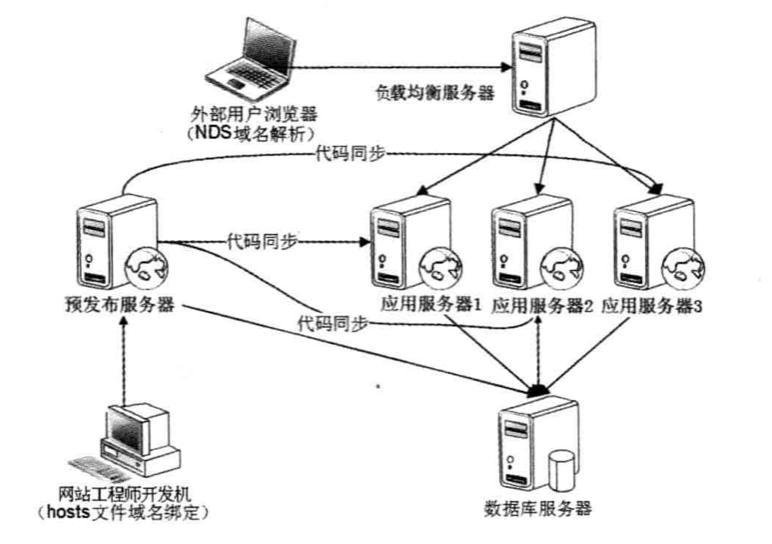 负载均衡服务器
外部用户浏览器
（NDS域名解析）
代码同步
代码同步
预发布服务器
应用服务器1
应用服务器2
应用服务器3
代码同步
网站工程师开发机
（hosts文件域名绑定）
数据库服务器